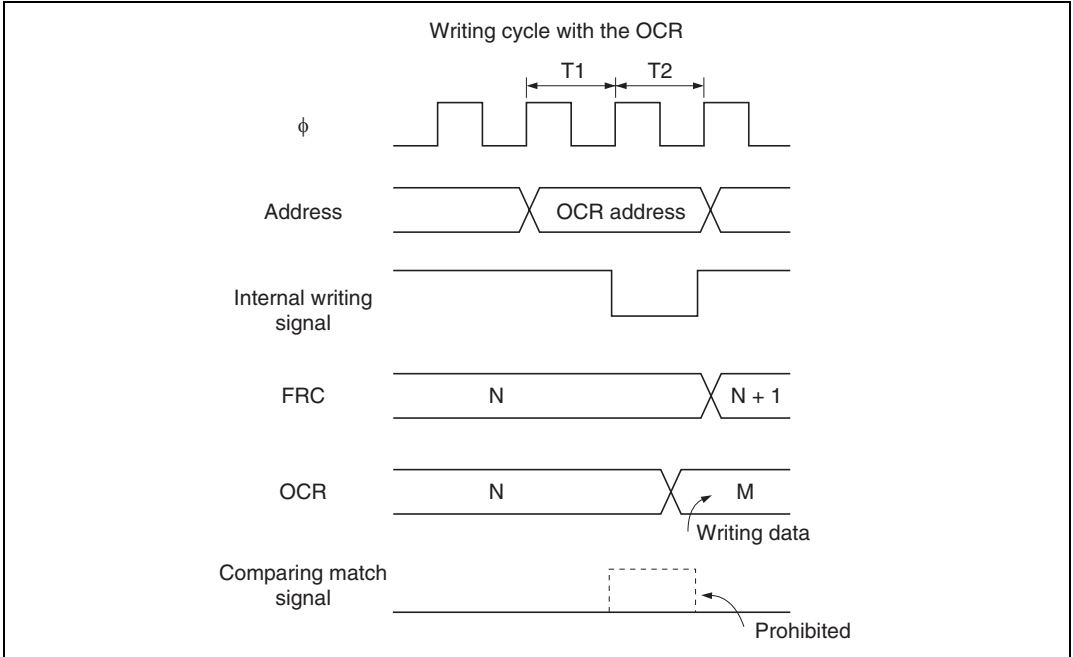 Writing cycle with the OCR
T1
T2
ϕ
Address
OCR address
Internal writing
signal
FRC
N
N + 1
OCR
N
M
Writing data
Comparing match
signal
Prohibited